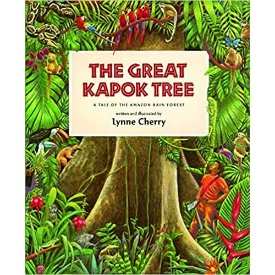 THE GREAT
KAPOK TREE
A TALE OF THE AMAZON RAIN FOREST
written and illustrated by
Lynne Cherry